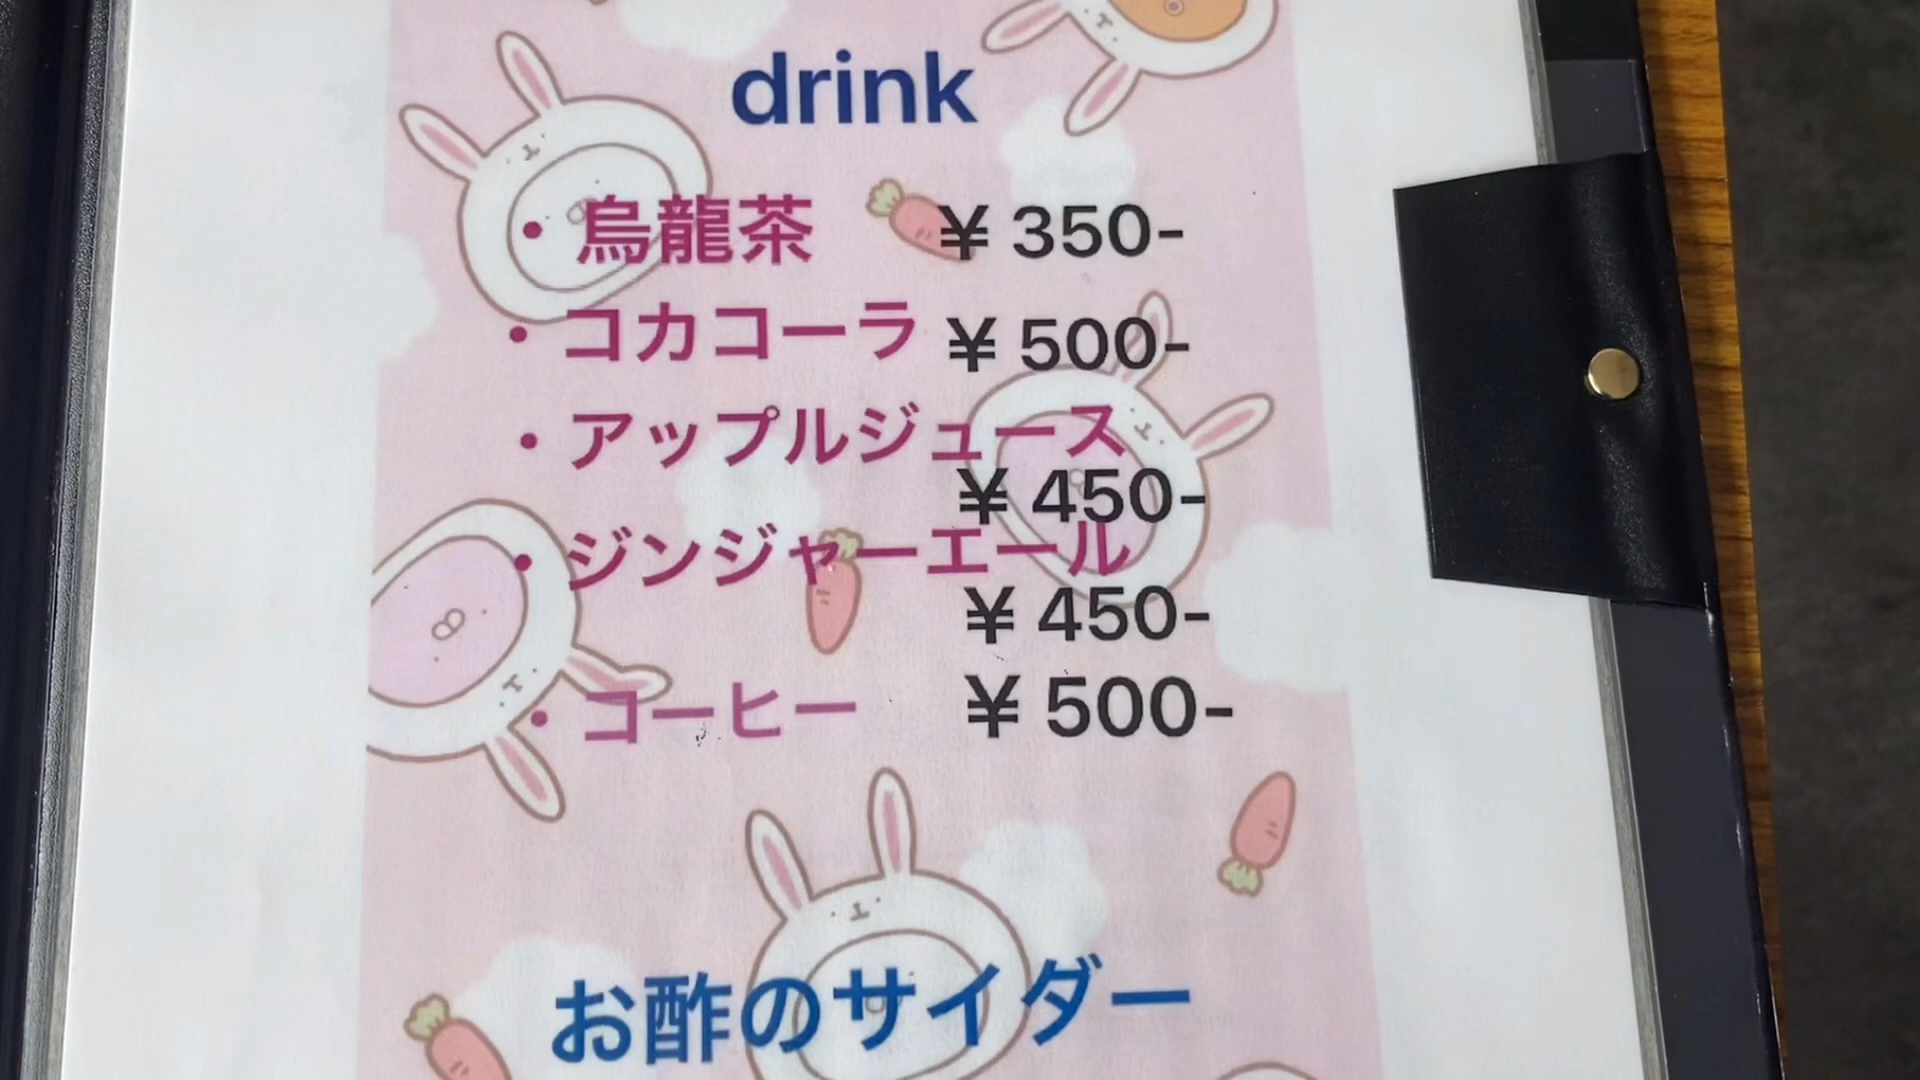 drink
・烏龍茶 ¥350-
・コカコーラ ¥500-
・アップルジュース
¥450-
・ジンジャーエール
¥450-
・コーヒー ¥500-
お酢のサイダー